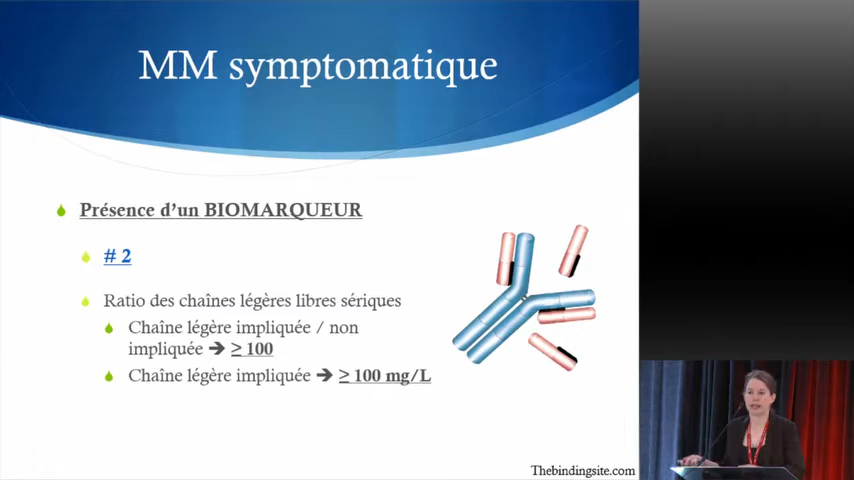 MM symptomatique
Présence d'un BIOMARQUEUR
# 2
Ratio des chaînes légères libres sériques
Chaîne légère impliquée / non
impliquée ➔ ≥ 100
Chaîne légère impliquée ➔ ≥ 100 mg/L
Thebindingsite.com